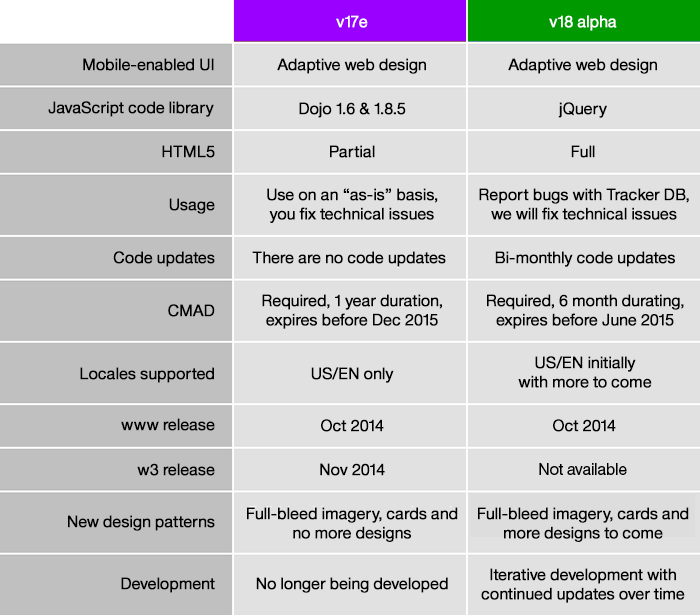 v17e
v18 alpha
Mobile-enabled UI
Adaptive web design
Adaptive web design
JavaScript code library
Dojo 1.6 & 1.8.5
jQuery
HTML5
Partial
Full
Usage
Use on an “as-is” basis,
you fix technical issues
Report bugs with Tracker DB,
we will fix technical issues
Code updates
There are no code updates
Bi-monthly code updates
CMAD
Required, 1 year duration,
expires before Dec 2015
Required, 6 month durating,
expires before June 2015
Locales supported
US/EN only
US/EN initially
with more to come
www release
Oct 2014
Oct 2014
w3 release
Nov 2014
Not available
New design patterns
Full-bleed imagery, cards and
no more designs
Full-bleed imagery, cards and
more designs to come
Development
No longer being developed
Iterative development with
continued updates over time